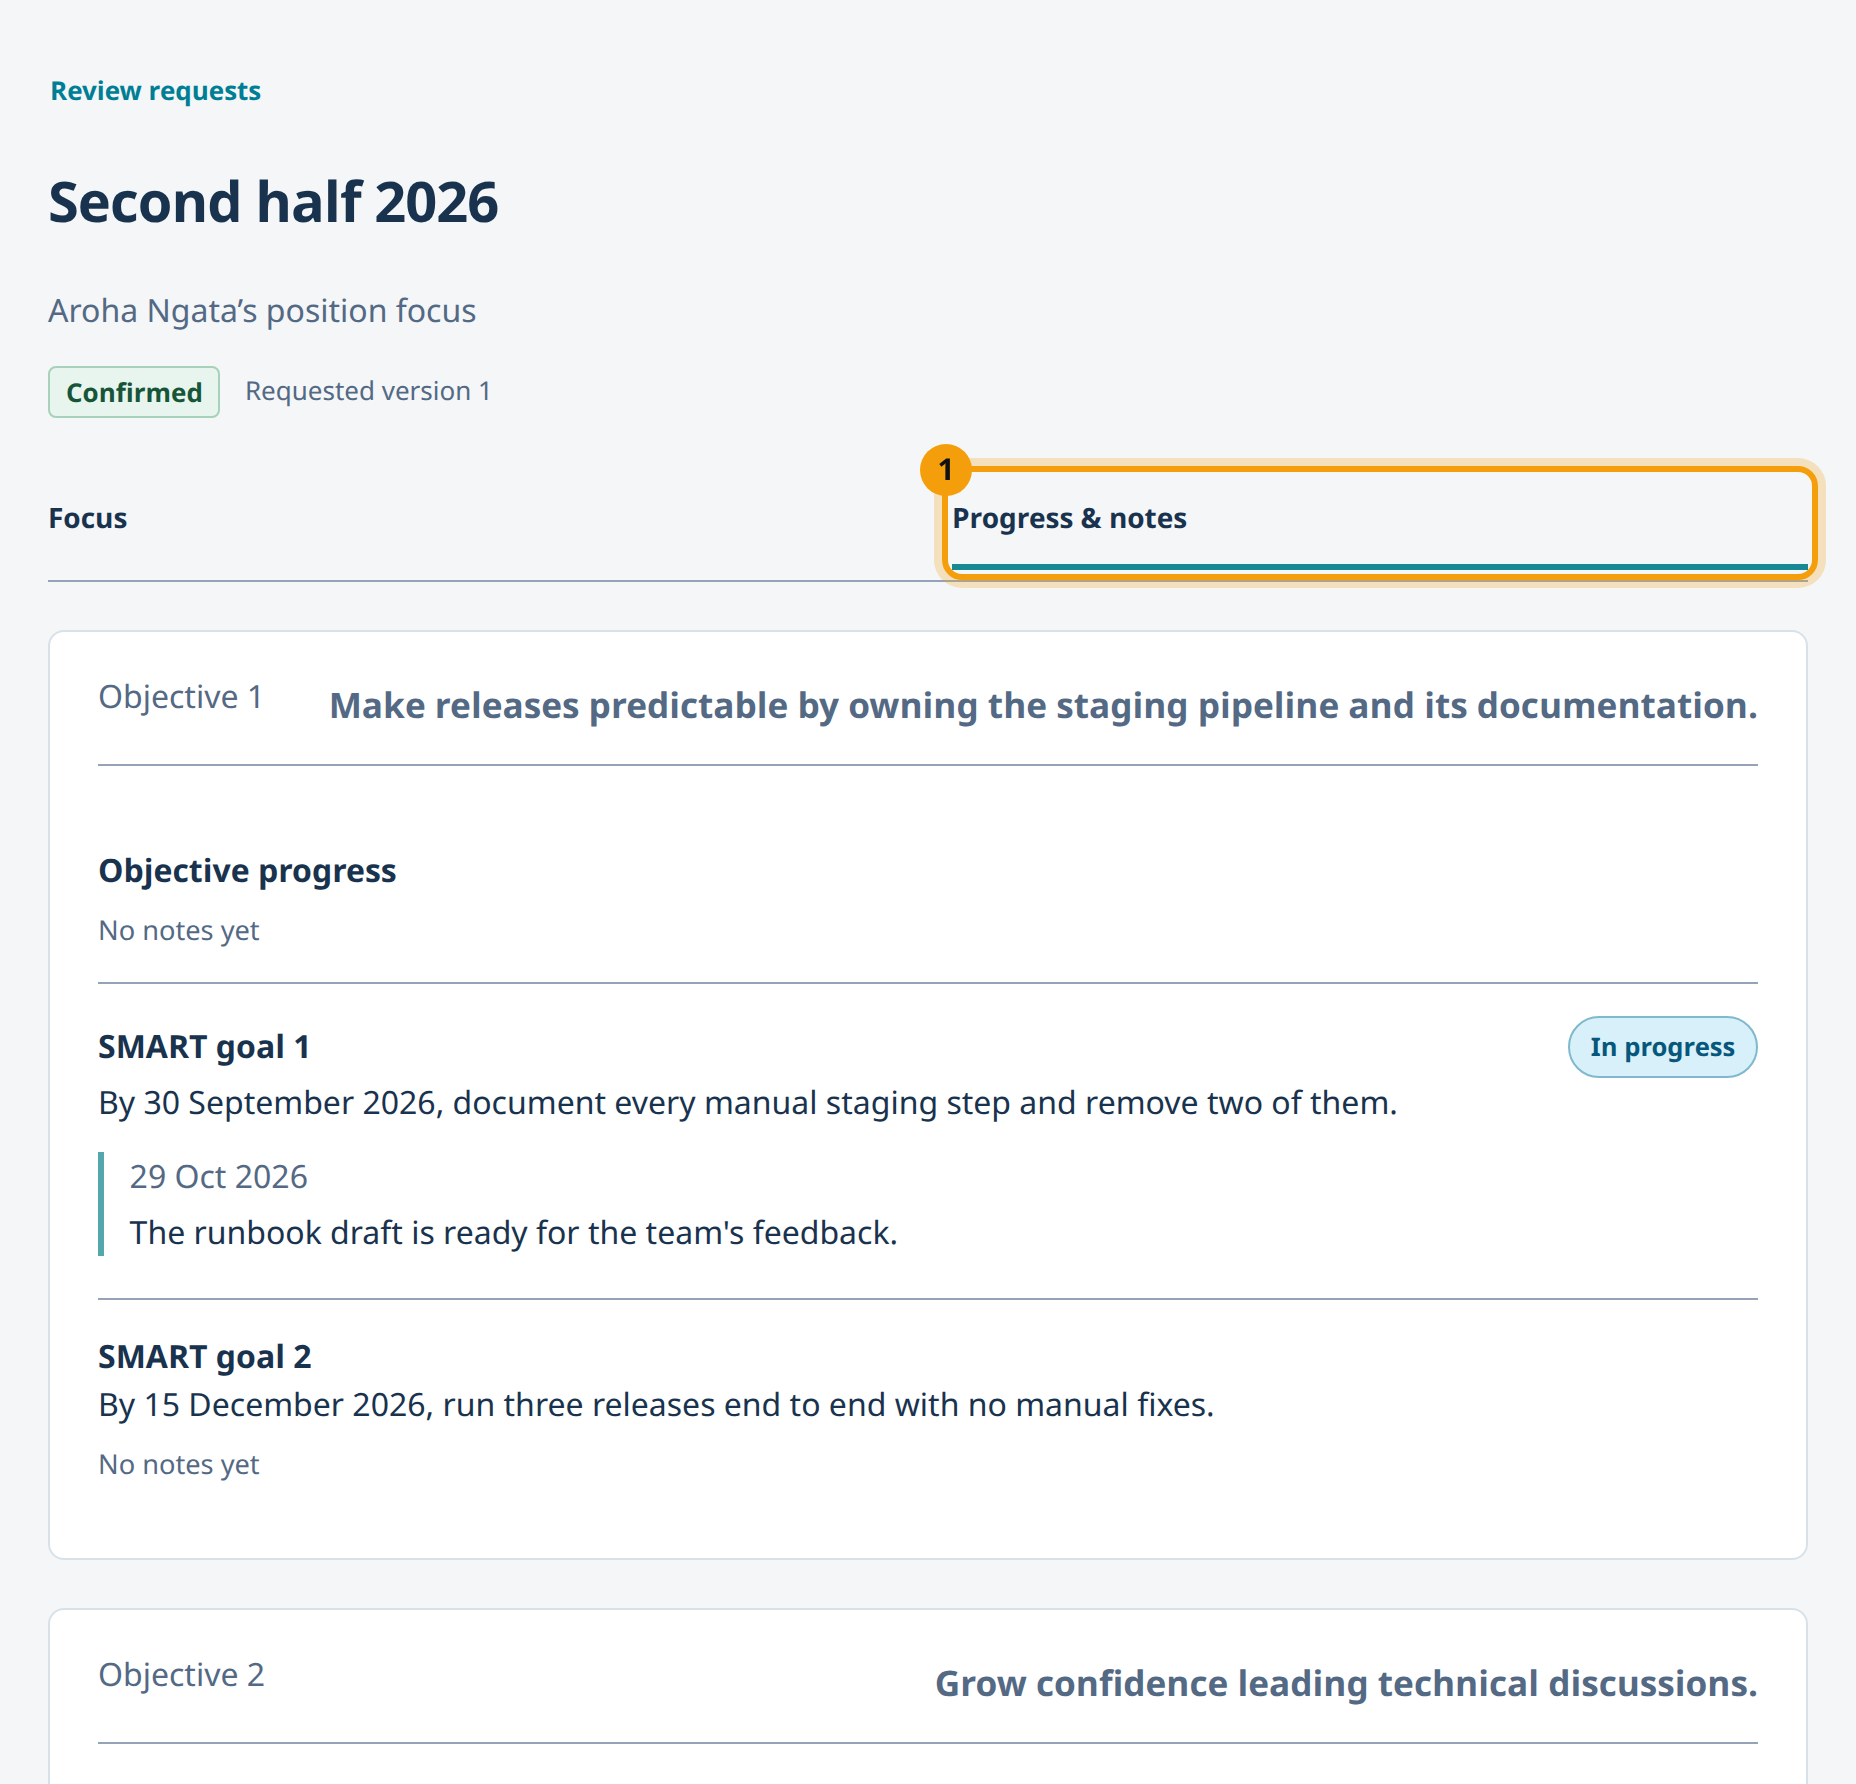 Review requests
Second half 2026
Aroha Ngata’s position focus
Confirmed Requested version 1
1
Focus Progress & notes
Objective 1 Make releases predictable by owning the staging pipeline and its documentation.
Objective progress
No notes yet
SMART goal 1 In progress
By 30 September 2026, document every manual staging step and remove two of them.
29 Oct 2026
The runbook draft is ready for the team's feedback.
SMART goal 2
By 15 December 2026, run three releases end to end with no manual fixes.
No notes yet
Objective 2 Grow confidence leading technical discussions.